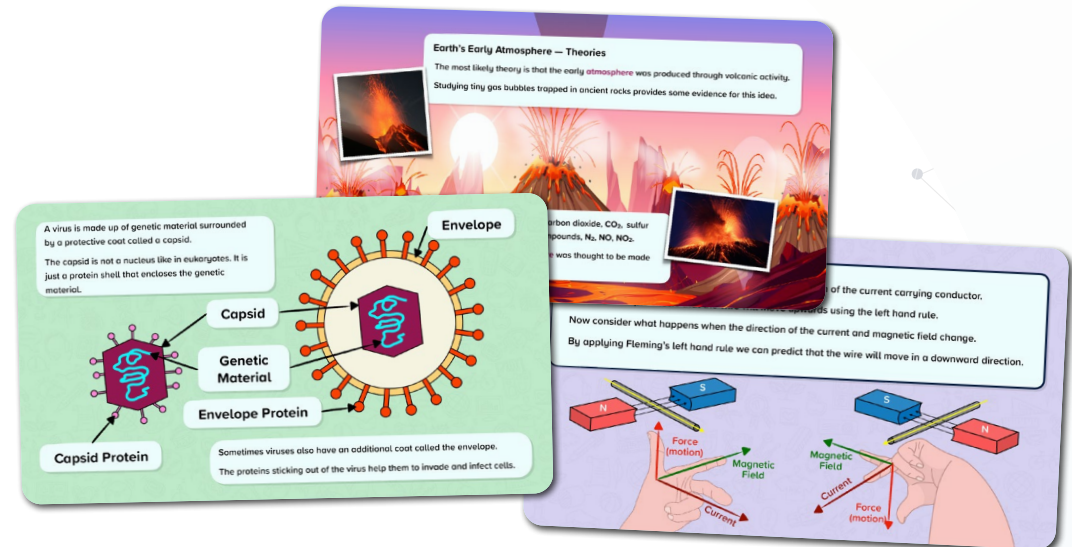 Earth's Early Atmosphere — Theories
The most likely theory is that the early atmosphere was produced through volcanic activity.
Studying tiny gas bubbles trapped in ancient rocks provides some evidence for this idea.
arbon dioxide, CO₂, sulfur
mpounds, N₂, NO, NO₂.
e was thought to be made
A virus is made up of genetic material surrounded
by a protective coat called a capsid.
The capsid is not a nucleus like in eukaryotes. It is
just a protein shell that encloses the genetic
material.
Envelope
Capsid
Genetic
Material
Envelope Protein
Capsid Protein
Sometimes viruses also have an additional coat called the envelope.
The proteins sticking out of the virus help them to invade and infect cells.
of the current carrying conductor.
upwards using the left hand rule.
Now consider what happens when the direction of the current and magnetic field change.
By applying Fleming's left hand rule we can predict that the wire will move in a downward direction.
N
S
Force
(motion)
Magnetic
Field
Current
S
N
Magnetic
Field
Current
Force
(motion)